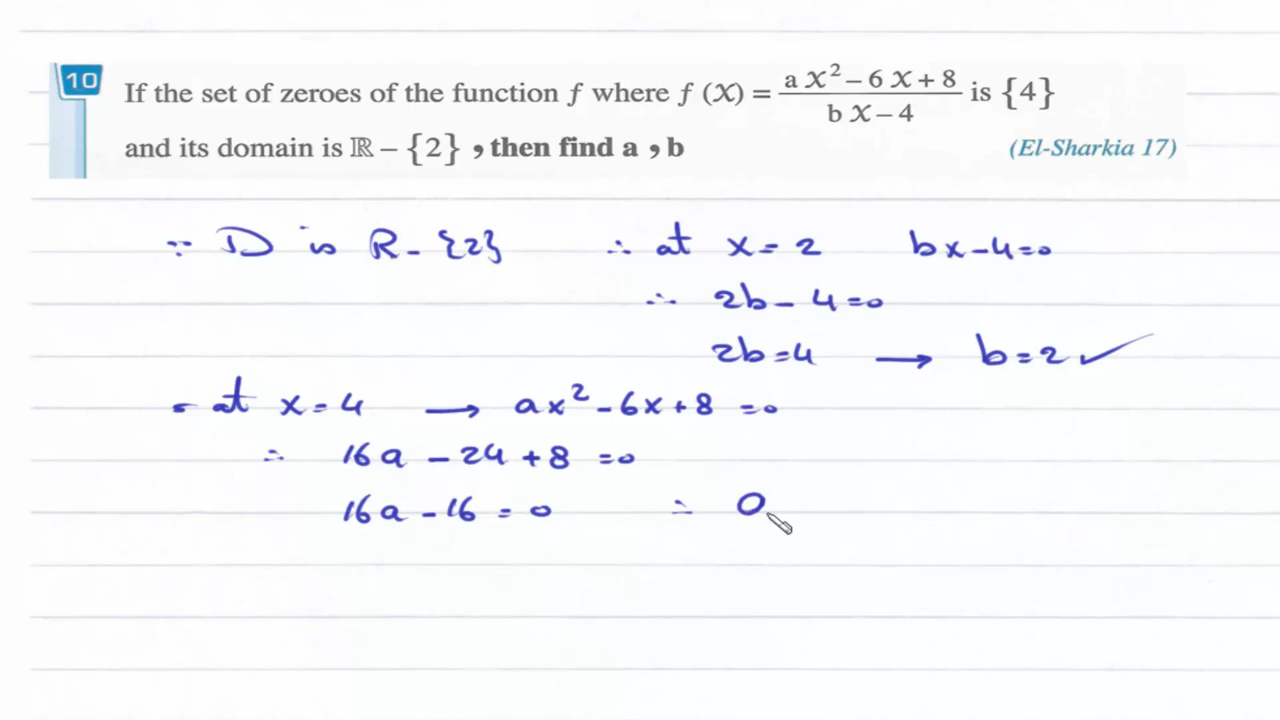 10 If the set of zeroes of the function f where f (X) = (a X² – 6 X + 8) / (b X – 4) is {4}
and its domain is ℝ – {2} , then find a , b (El-Sharkia 17)
∵ D is R - {2} ∴ at x = 2 bx - 4 = 0
∴ 2b - 4 = 0
2b = 4 → b = 2 ✓
- at x = 4 → ax² - 6x + 8 = 0
∴ 16a - 24 + 8 = 0
16a - 16 = 0 ∴